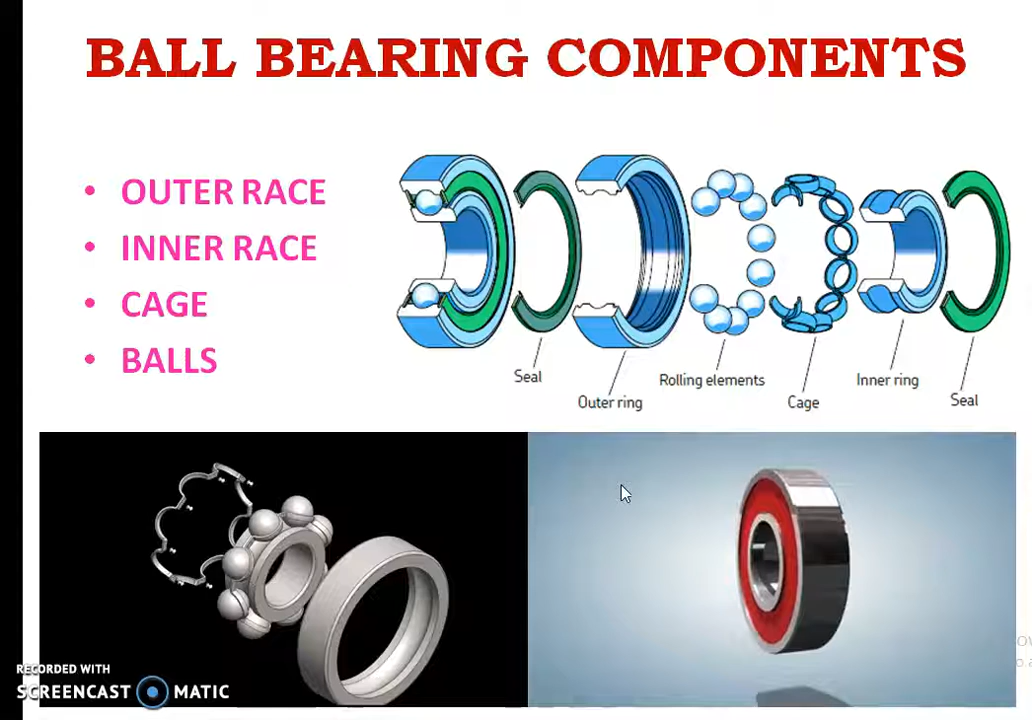 BALL BEARING COMPONENTS
• OUTER RACE
• INNER RACE
• CAGE
• BALLS
Seal
Outer ring
Rolling elements
Cage
Inner ring
Seal
RECORDED WITH
SCREENCAST MATIC